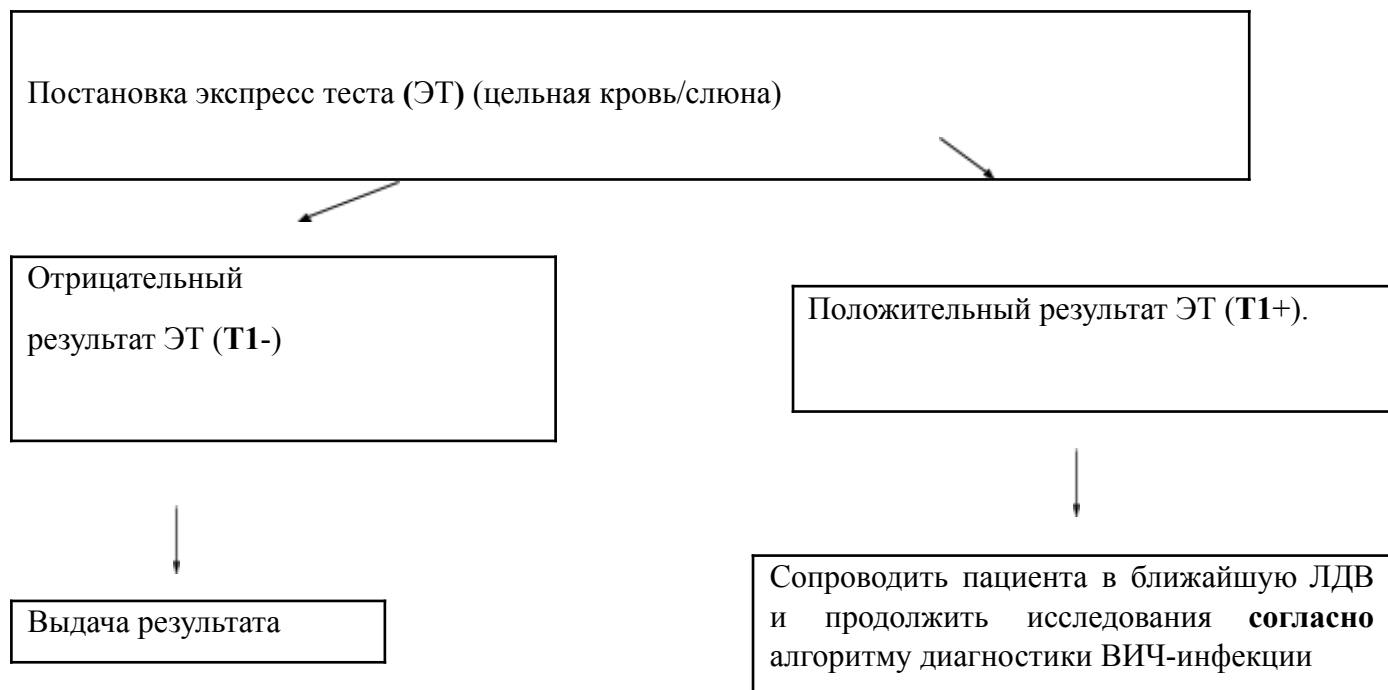 Постановка экспресс теста (ЭТ) (цельная кровь/слюна)
Отрицательный
результат ЭТ (Т1-)
Положительный результат ЭТ (Т1+).
Выдача результата
Сопроводить пациента в ближайшую ЛДВ
и продолжить исследования согласно
алгоритму диагностики ВИЧ-инфекции